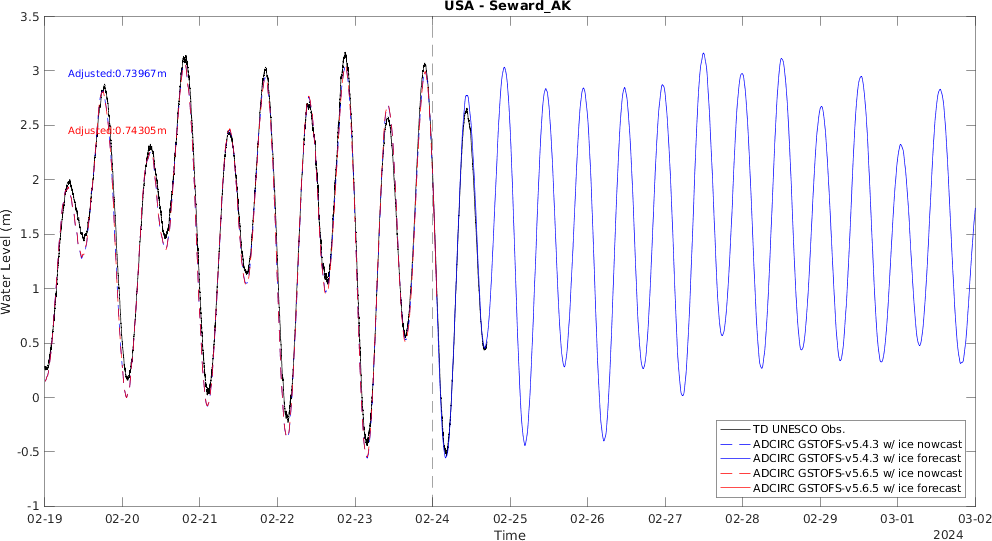 USA - Seward_AK
3.5
3
2.5
2
1.5
1
0.5
0
-0.5
-1
Water Level (m)
Adjusted:0.73967m
Adjusted:0.74305m
TD UNESCO Obs.
ADCIRC GSTOFS-v5.4.3 w/ ice nowcast
ADCIRC GSTOFS-v5.4.3 w/ ice forecast
ADCIRC GSTOFS-v5.6.5 w/ ice nowcast
ADCIRC GSTOFS-v5.6.5 w/ ice forecast
02-19 02-20 02-21 02-22 02-23 02-24 02-25 02-26 02-27 02-28 02-29 03-01 03-02
Time
2024